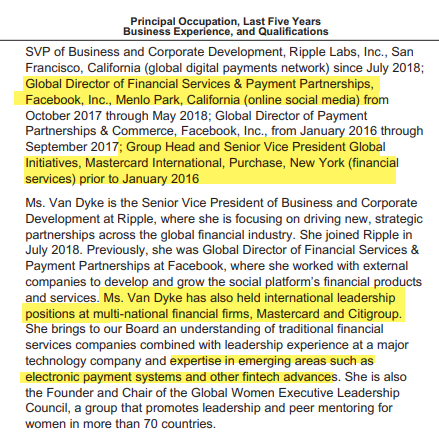 Principal Occupation, Last Five Years
Business Experience, and Qualifications
SVP of Business and Corporate Development, Ripple Labs, Inc., San
Francisco, California (global digital payments network) since July 2018;
Global Director of Financial Services & Payment Partnerships,
Facebook, Inc., Menlo Park, California (online social media) from
October 2017 through May 2018; Global Director of Payment
Partnerships & Commerce, Facebook, Inc., from January 2016 through
September 2017; Group Head and Senior Vice President Global
Initiatives, Mastercard International, Purchase, New York (financial
services) prior to January 2016
Ms. Van Dyke is the Senior Vice President of Business and Corporate
Development at Ripple, where she is focusing on driving new, strategic
partnerships across the global financial industry. She joined Ripple in
July 2018. Previously, she was Global Director of Financial Services &
Payment Partnerships at Facebook, where she worked with external
companies to develop and grow the social platform's financial products
and services. Ms. Van Dyke has also held international leadership
positions at multi-national financial firms, Mastercard and Citigroup.
She brings to our Board an understanding of traditional financial
services companies combined with leadership experience at a major
technology company and expertise in emerging areas such as
electronic payment systems and other fintech advances. She is also
the Founder and Chair of the Global Women Executive Leadership
Council, a group that promotes leadership and peer mentoring for
women in more than 70 countries.